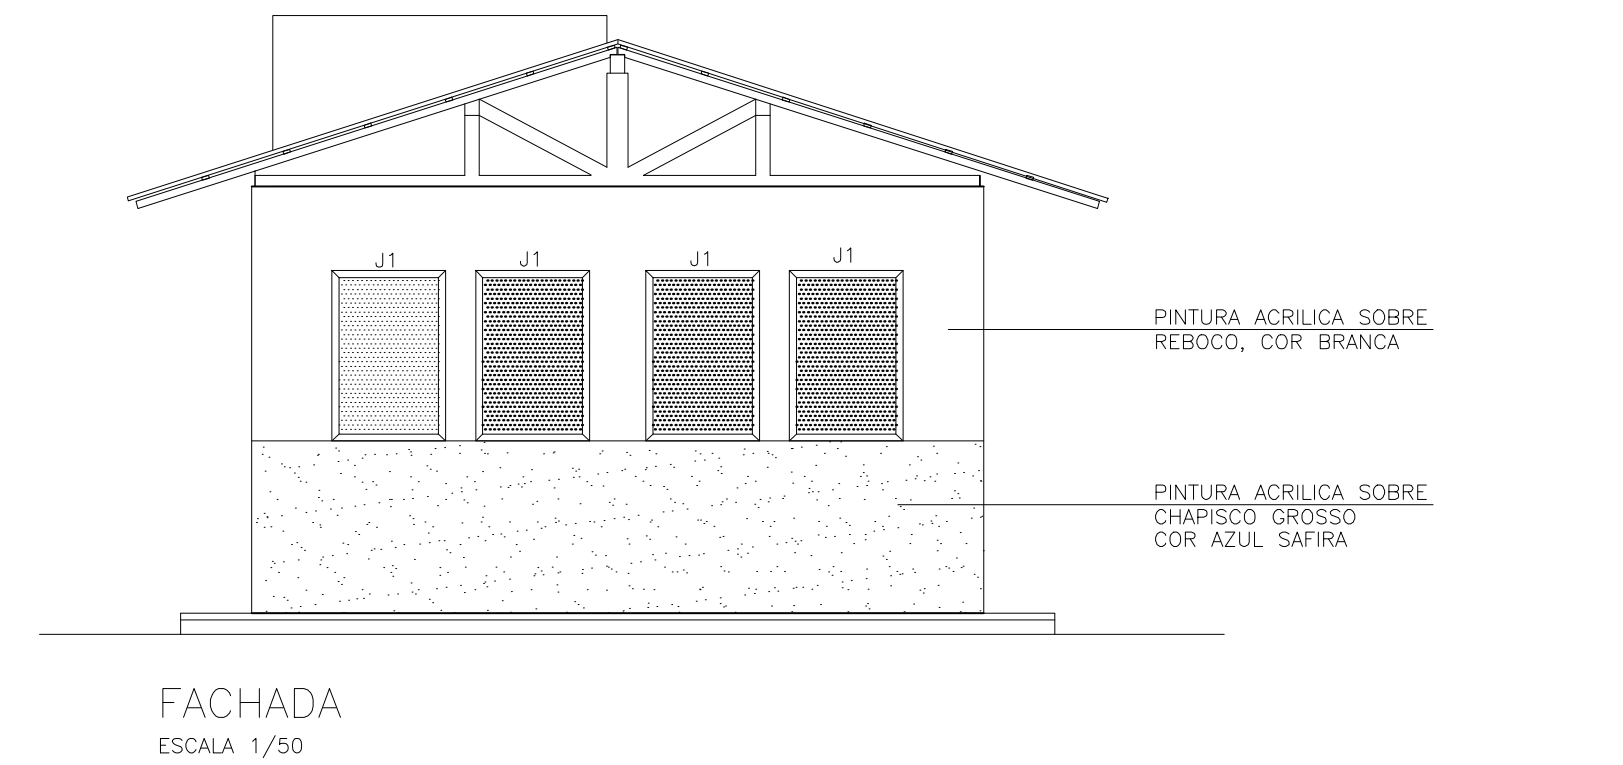 J1
J1
J1
J1
PINTURA ACRILICA SOBRE
REBOCO, COR BRANCA
PINTURA ACRILICA SOBRE
CHAPISCO GROSSO
COR AZUL SAFIRA
FACHADA
ESCALA 1/50